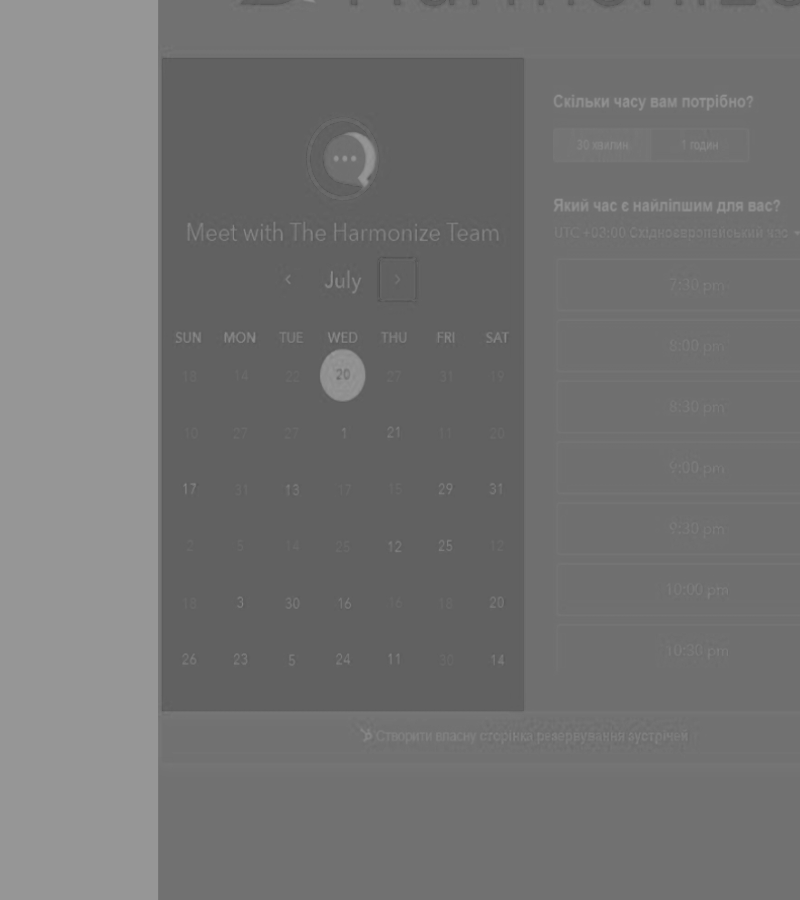 Скільки часу вам потрібно?
30 хвилин 1 годин
Який час є найліпшим для вас?
UTC +03:00 Східноєвропейський час
Meet with The Harmonize Team
July
SUN MON TUE WED THU FRI SAT
18 14 22 20 27 31 19
10 27 27 1 21 11 20
17 31 13 17 15 29 31
2 5 14 25 12 25 12
18 3 30 16 16 18 20
26 23 5 24 11 30 14
7:30 pm
8:00 pm
8:30 pm
9:00 pm
9:30 pm
10:00 pm
10:30 pm
Створити власну сторінка резервування зустрічей